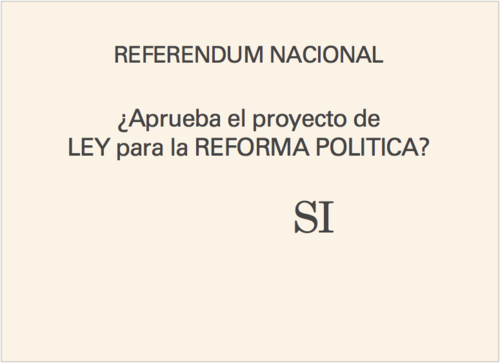 REFERENDUM NACIONAL
¿Aprueba el proyecto de
LEY para la REFORMA POLITICA?
SI